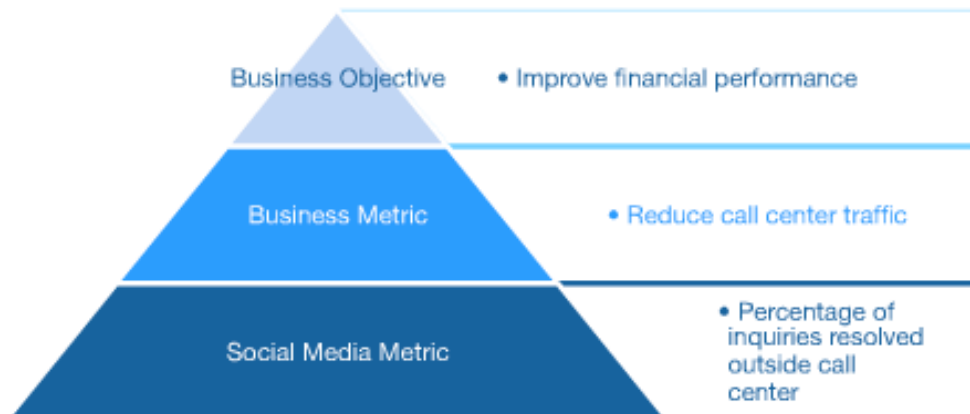 Business Objective
• Improve financial performance
Business Metric
• Reduce call center traffic
Social Media Metric
• Percentage of
inquiries resolved
outside call
center